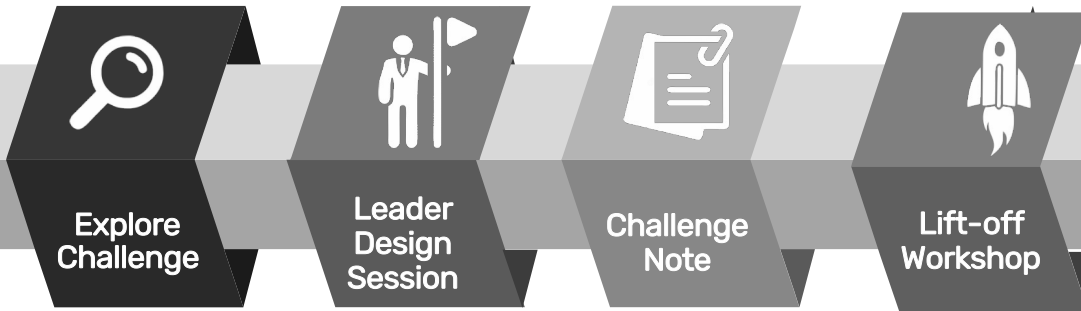 Explore
Challenge
Leader
Design
Session
Challenge
Note
Lift-off
Workshop